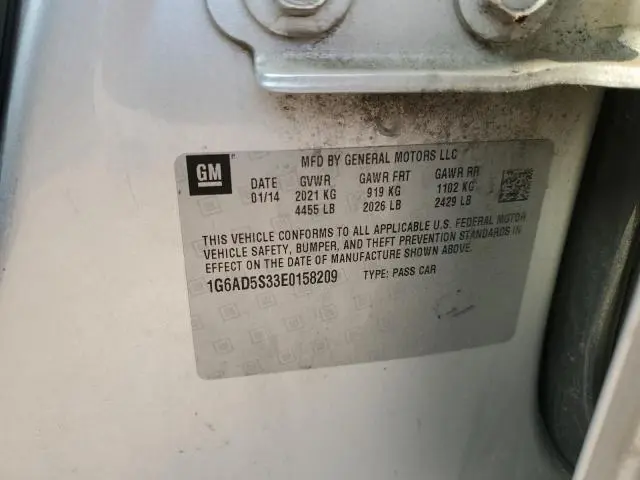 GM
MFD BY GENERAL MOTORS LLC
DATE GVWR GAWR FRT GAWR RR
01/14 2021 KG 919 KG 1102 KG
4455 LB 2026 LB 2429 LB
THIS VEHICLE CONFORMS TO ALL APPLICABLE U.S. FEDERAL MOTOR
VEHICLE SAFETY, BUMPER, AND THEFT PREVENTION STANDARDS IN
EFFECT ON THE DATE OF MANUFACTURE SHOWN ABOVE.
1G6AD5S33E0158209 TYPE: PASS CAR